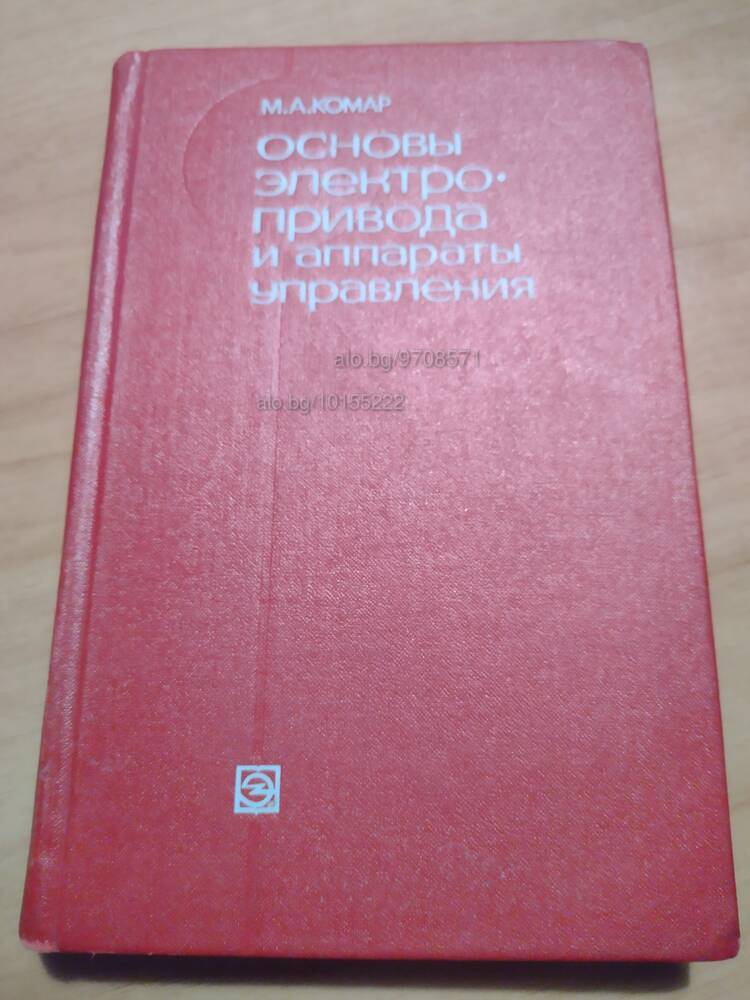 М.А.КОМАР
ОСНОВЫ
ЭЛЕКТРО-
ПРИВОДА
И АППАРАТЫ
УПРАВЛЕНИЯ
alo.bg/9708571
alo.bg/10155222